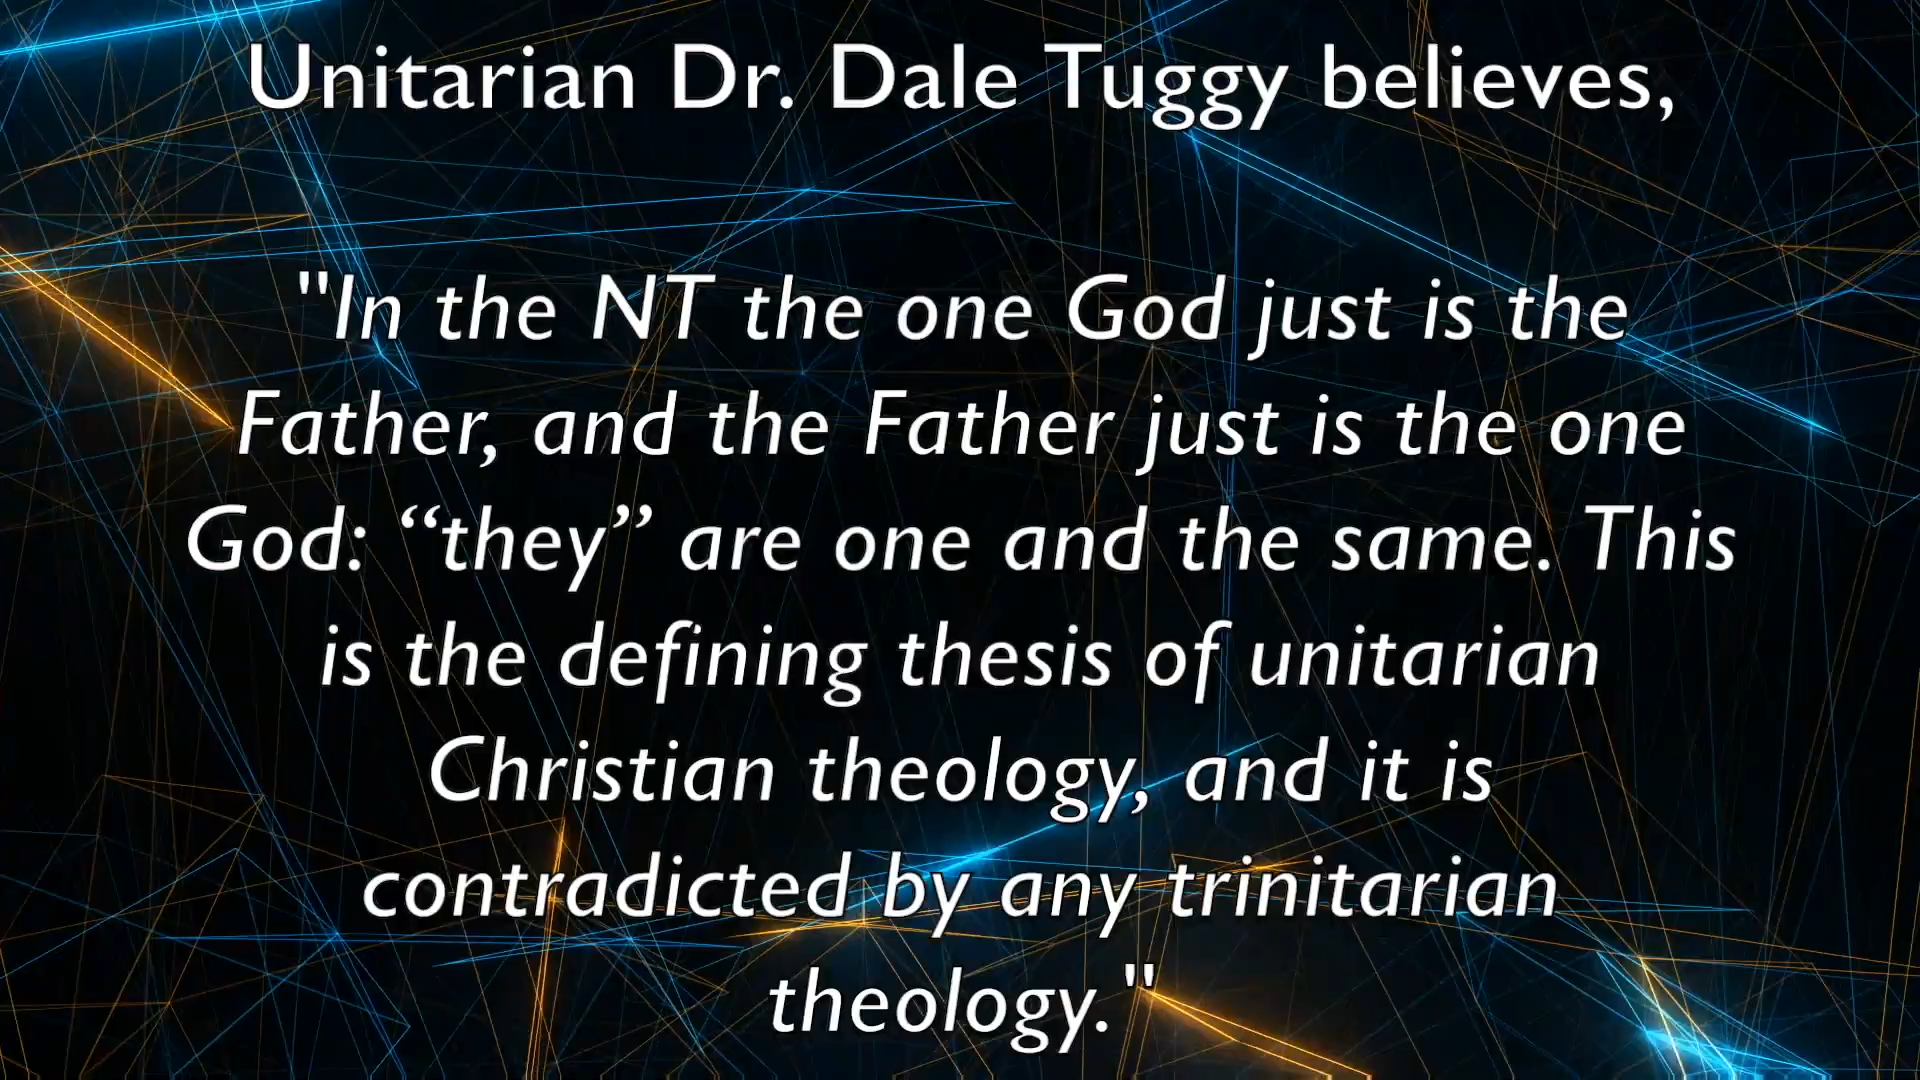 Unitarian Dr. Dale Tuggy believes,
"In the NT the one God just is the
Father, and the Father just is the one
God: “they” are one and the same. This
is the defining thesis of unitarian
Christian theology, and it is
contradicted by any trinitarian
theology."